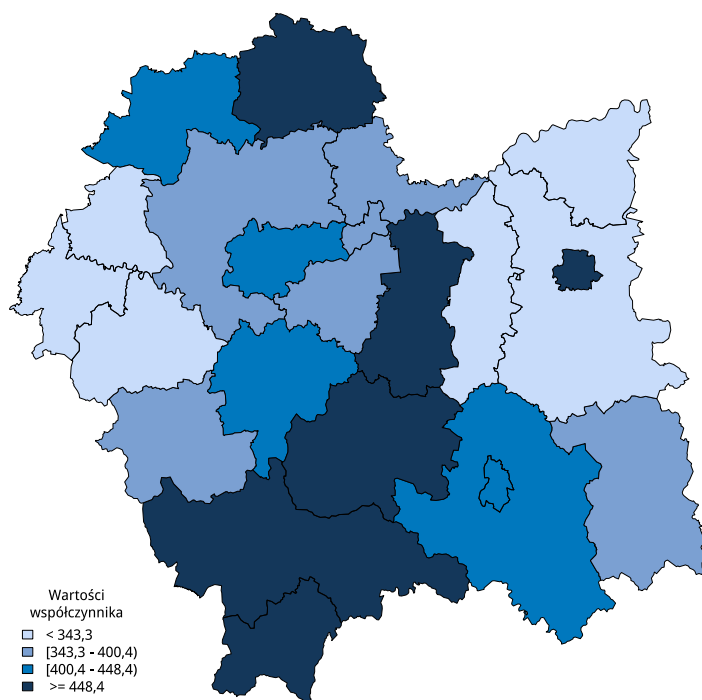 Wartości
współczynnika
< 343,3
[343,3 - 400,4)
[400,4 - 448,4)
>= 448,4